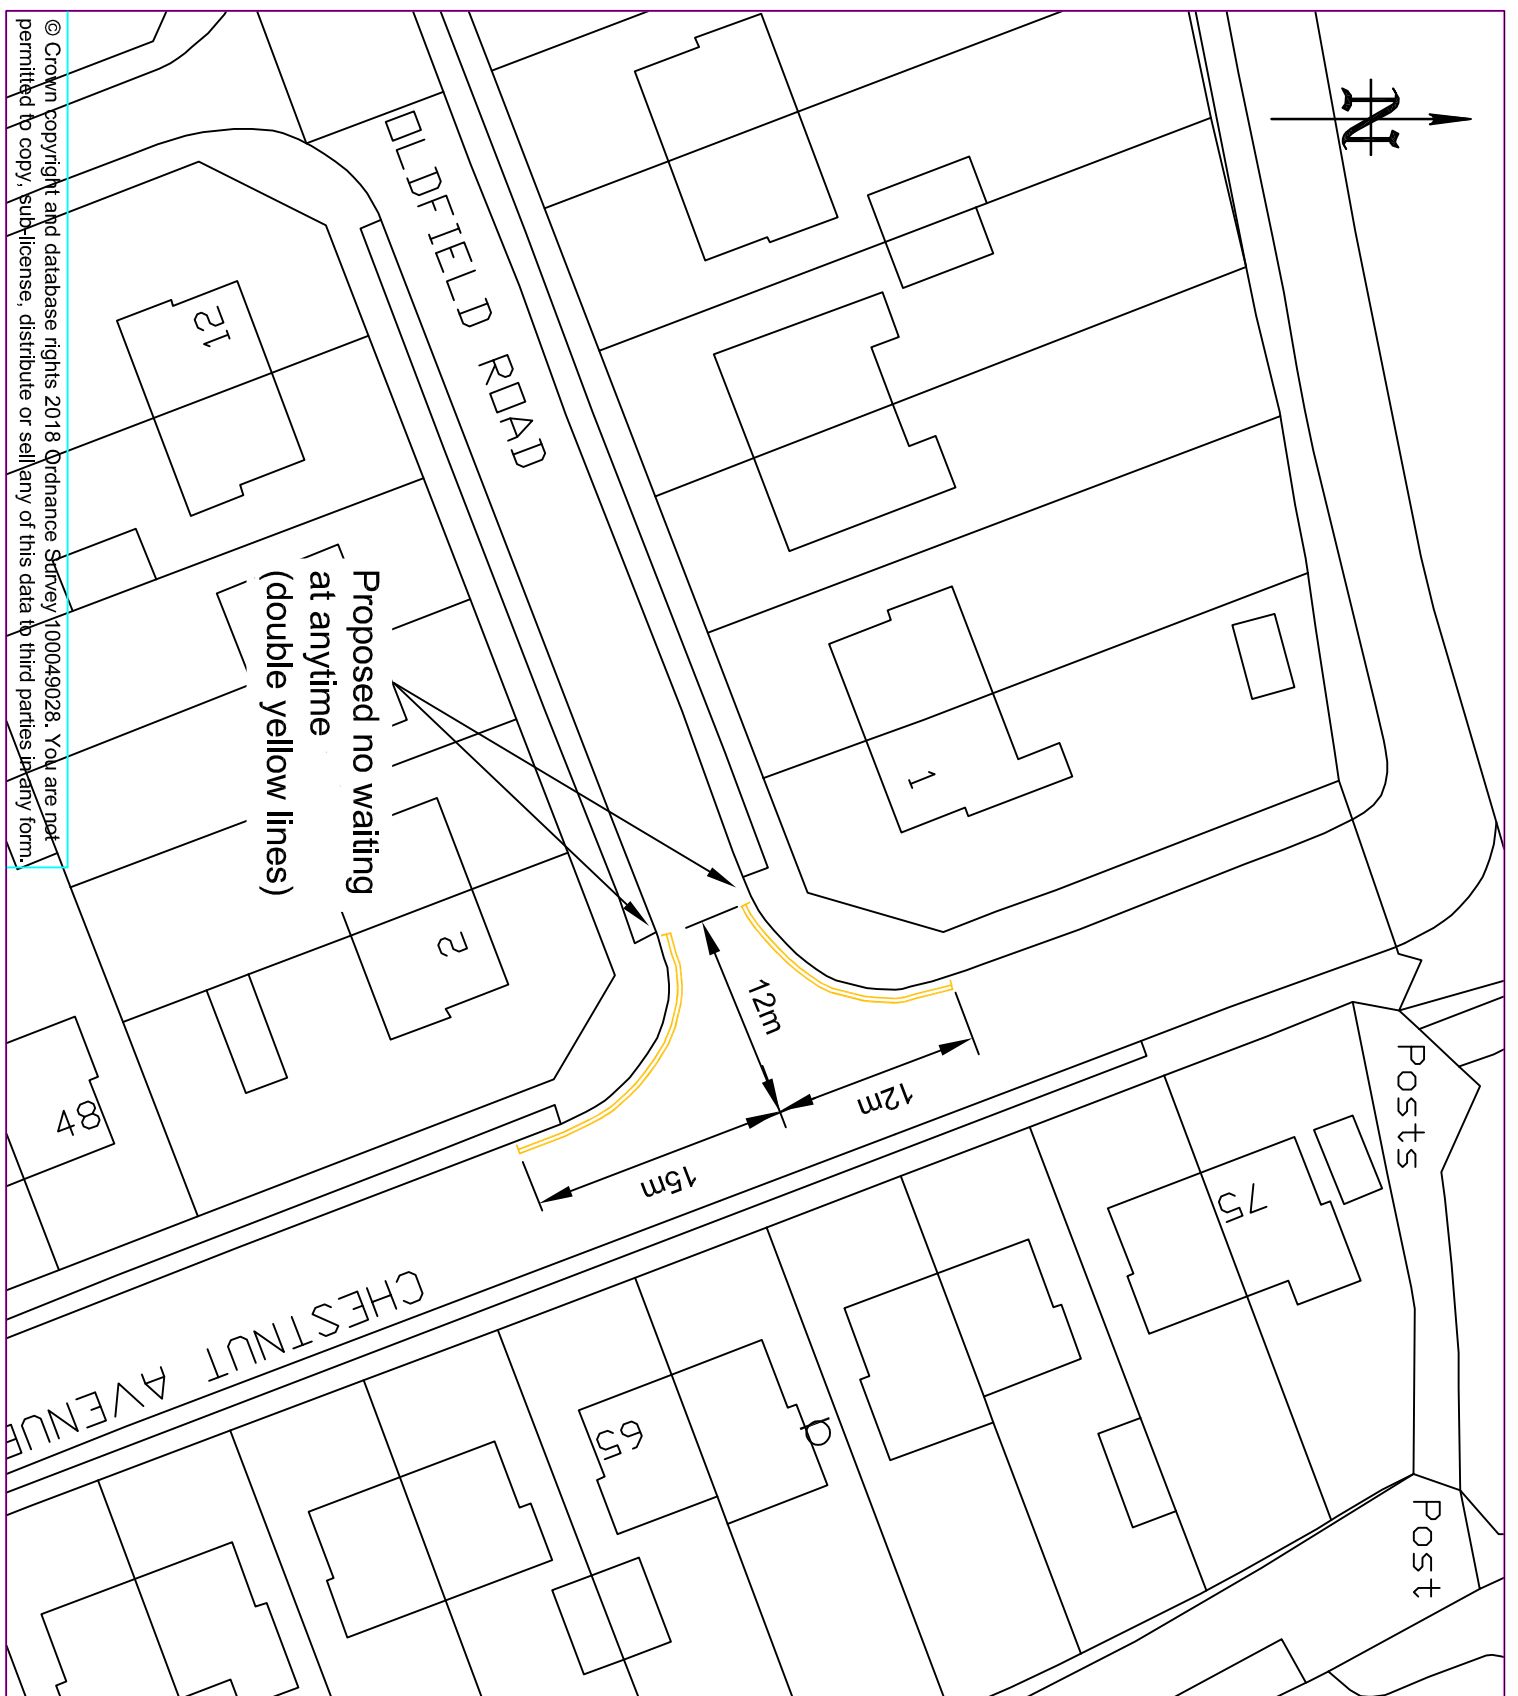 N
OLDFIELD ROAD
15
1
Proposed no waiting
at anytime
(double yellow lines)
2
48
12m
12m
15m
Posts
75
CHESTNUT AVENUE
65
Post
© Crown copyright and database rights 2018 Ordnance Survey 100049028. You are not
permitted to copy, sub-license, distribute or sell any of this data to third parties in any form.